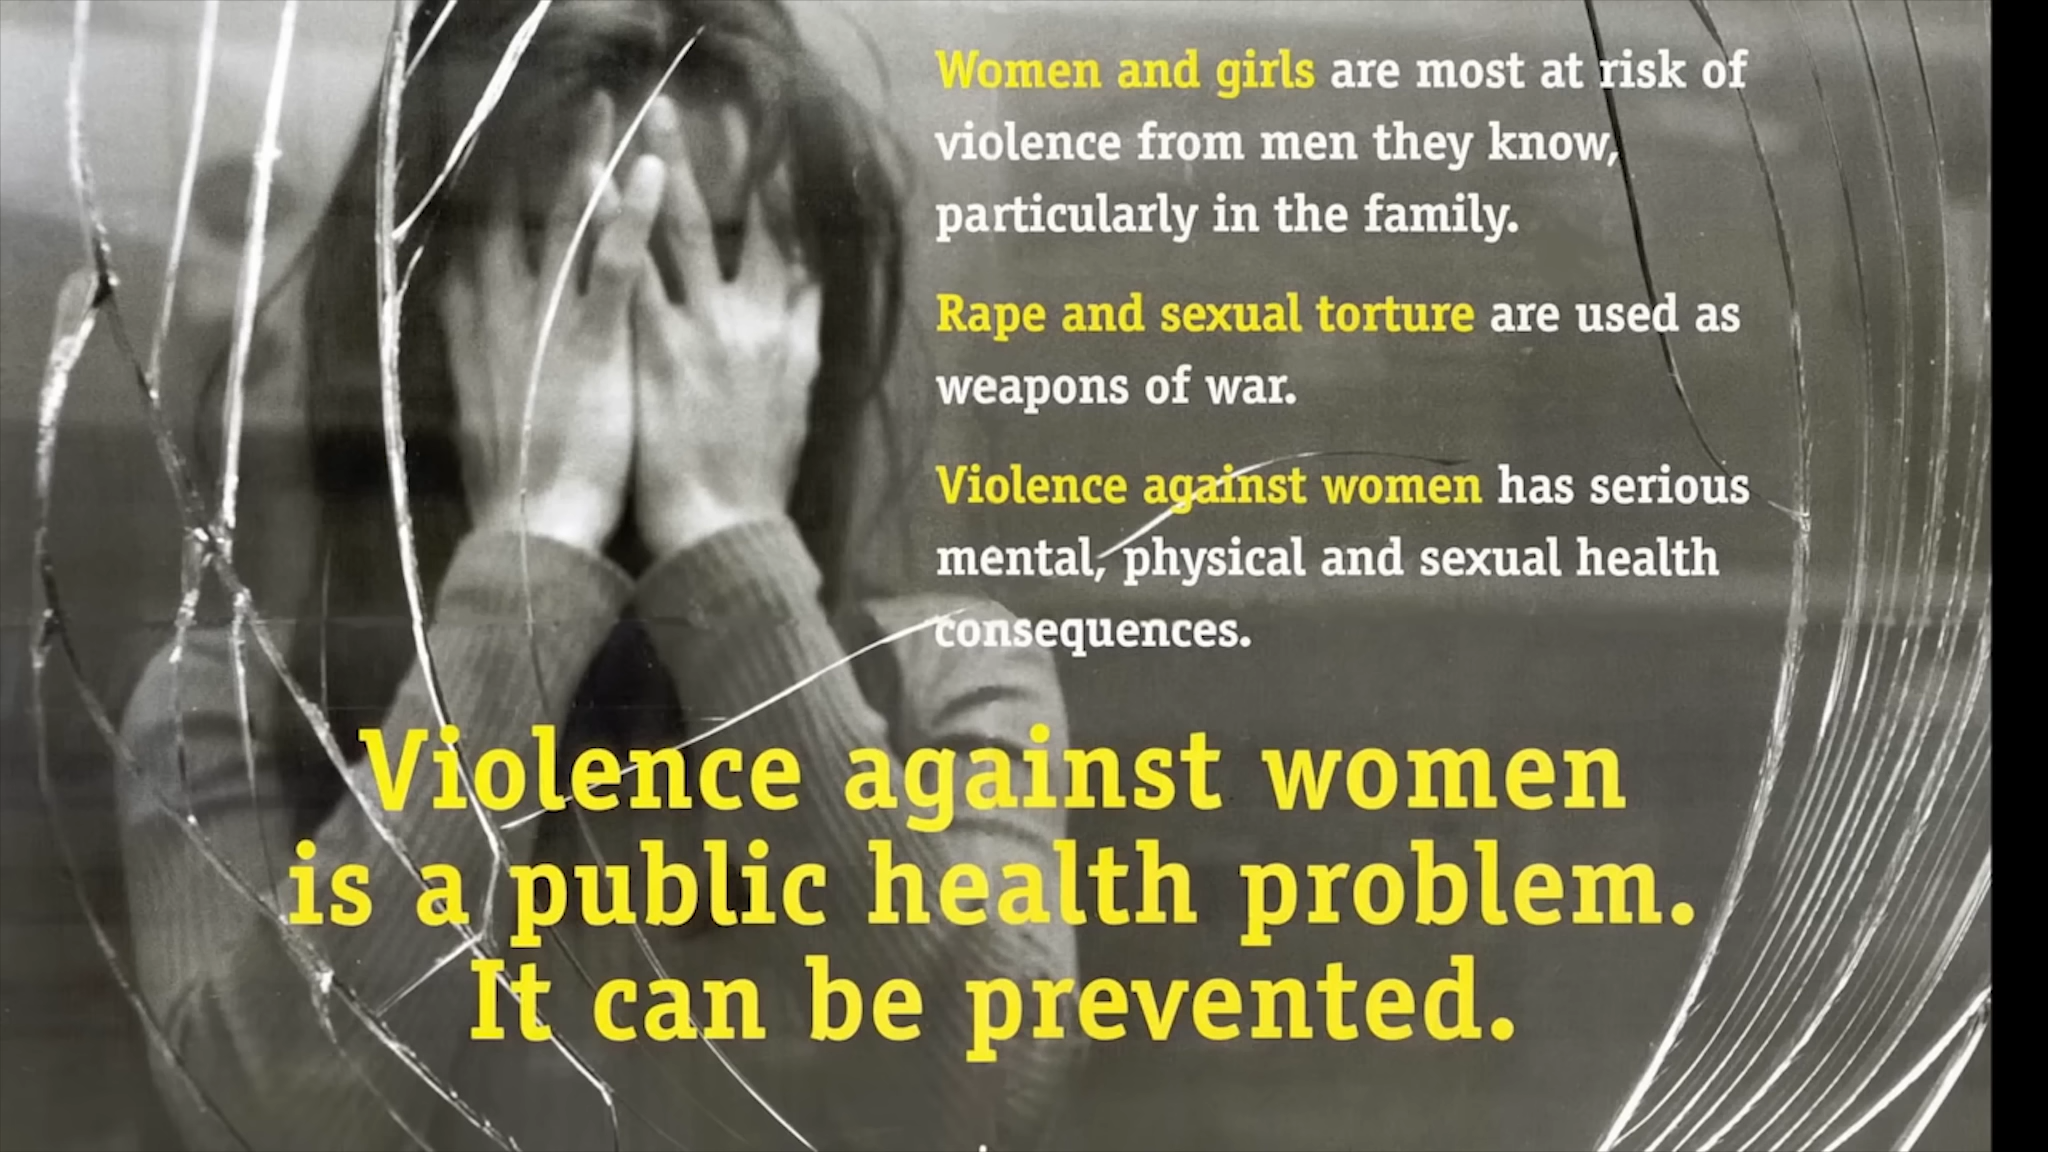 Women and girls are most at risk of
violence from men they know,
particularly in the family.
Rape and sexual torture are used as
weapons of war.
Violence against women has serious
mental, physical and sexual health
consequences.
Violence against women
is a public health problem.
It can be prevented.